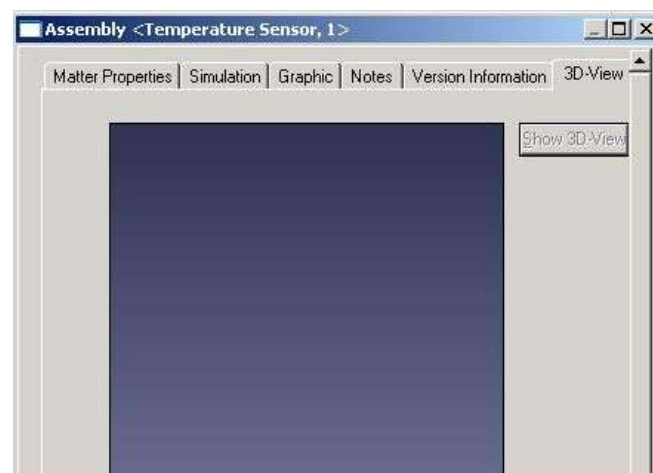 Assembly <Temperature Sensor, 1>
Matter Properties Simulation Graphic Notes Version Information 3D-View
Show 3D-View